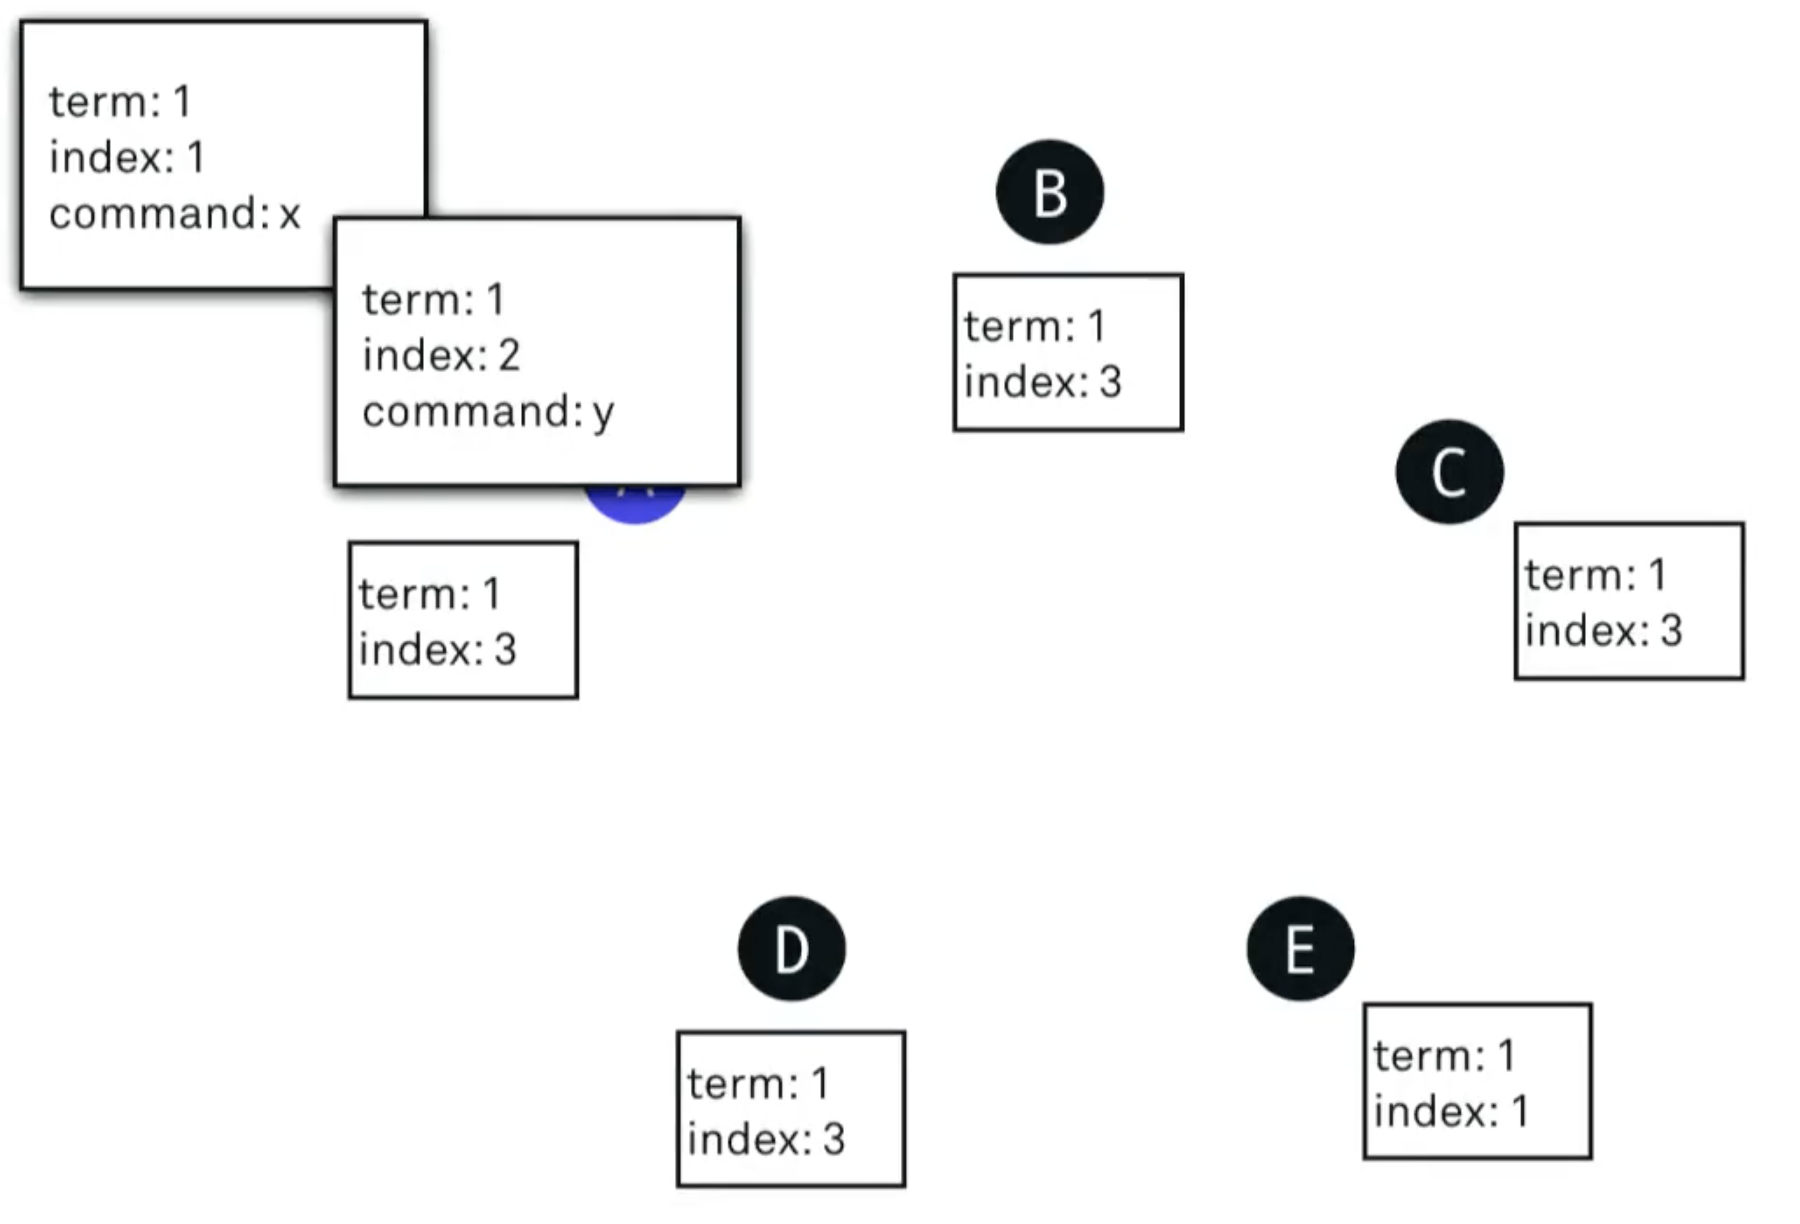 term: 1
index: 1
command: x
term: 1
index: 2
command: y
B
term: 1
index: 3
C
term: 1
index: 3
term: 1
index: 3
D
term: 1
index: 3
E
term: 1
index: 1